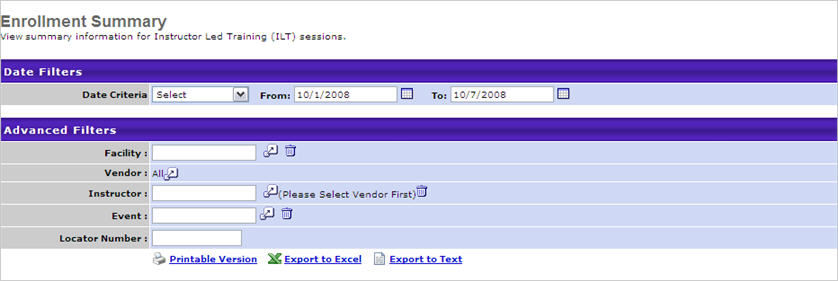 Enrollment Summary
View summary information for Instructor Led Training (ILT) sessions.
Date Filters
Date Criteria Select From: 10/1/2008 To: 10/7/2008
Advanced Filters
Facility :
Vendor : All
Instructor : (Please Select Vendor First)
Event :
Locator Number :
Printable Version Export to Excel Export to Text